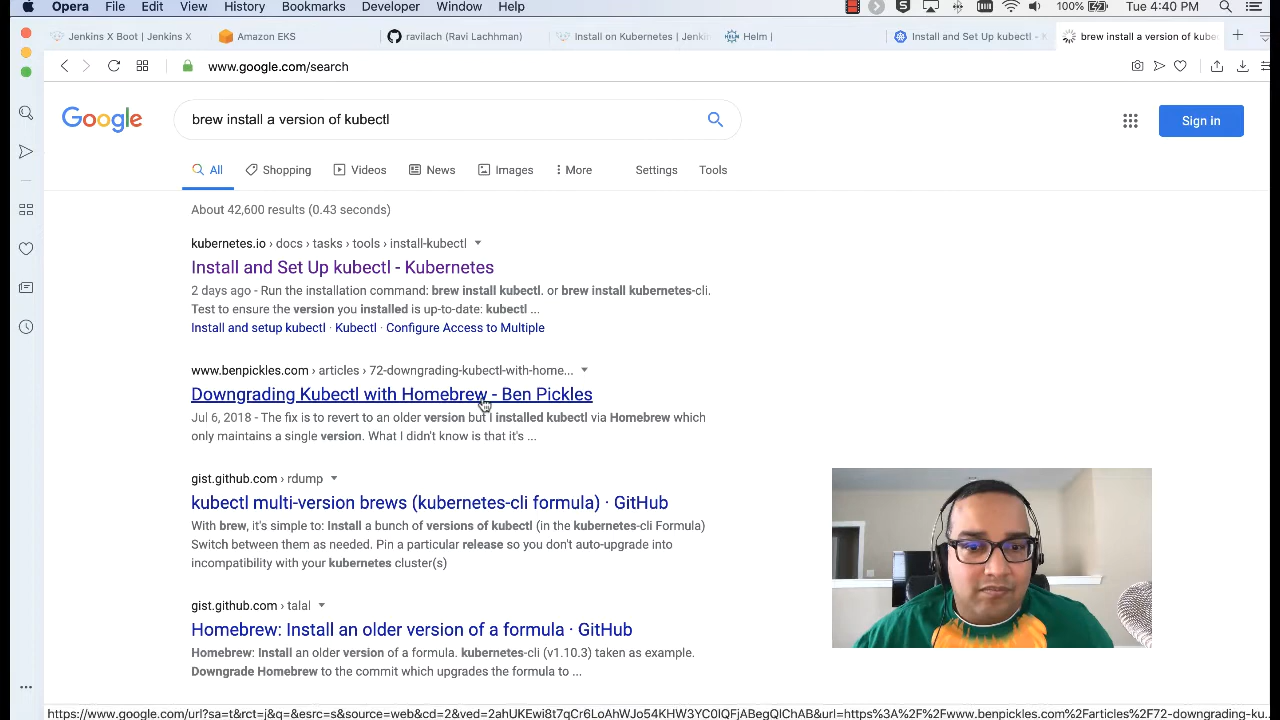 Opera File Edit View History Bookmarks Developer Window Help 100% Tue 4:40 PM
Jenkins X Boot | Jenkins X Amazon EKS ravilach (Ravi Lachhman) Install on Kubernetes | Jenki Helm | Install and Set Up kubectl - K brew install a version of kube
www.google.com/search
Google brew install a version of kubectl Sign in
All Shopping Videos News Images More Settings Tools
About 42,600 results (0.43 seconds)
kubernetes.io › docs › tasks › tools › install-kubectl
Install and Set Up kubectl - Kubernetes
2 days ago - Run the installation command: brew install kubectl. or brew install kubernetes-cli.
Test to ensure the version you installed is up-to-date: kubectl ...
Install and setup kubectl · Kubectl · Configure Access to Multiple
www.benpickles.com › articles › 72-downgrading-kubectl-with-home...
Downgrading Kubectl with Homebrew - Ben Pickles
Jul 6, 2018 - The fix is to revert to an older version but I installed kubectl via Homebrew which
only maintains a single version. What I didn't know is that it's ...
gist.github.com › rdump
kubectl multi-version brews (kubernetes-cli formula) · GitHub
With brew, it's simple to: Install a bunch of versions of kubectl (in the kubernetes-cli Formula)
Switch between them as needed. Pin a particular release so you don't auto-upgrade into
incompatibility with your kubernetes cluster(s)
gist.github.com › talal
Homebrew: Install an older version of a formula · GitHub
Homebrew: Install an older version of a formula. kubernetes-cli (v1.10.3) taken as example.
Downgrade Homebrew to the commit which upgrades the formula to ...
https://www.google.com/url?sa=t&rct=j&q=&esrc=s&source=web&cd=2&ved=2ahUKEwi8t7qCr6LoAhWJo54KHW3YC0IQFjABegQIChAB&url=https%3A%2F%2Fwww.benpickles.com%2Farticles%2F72-downgrading-ku...